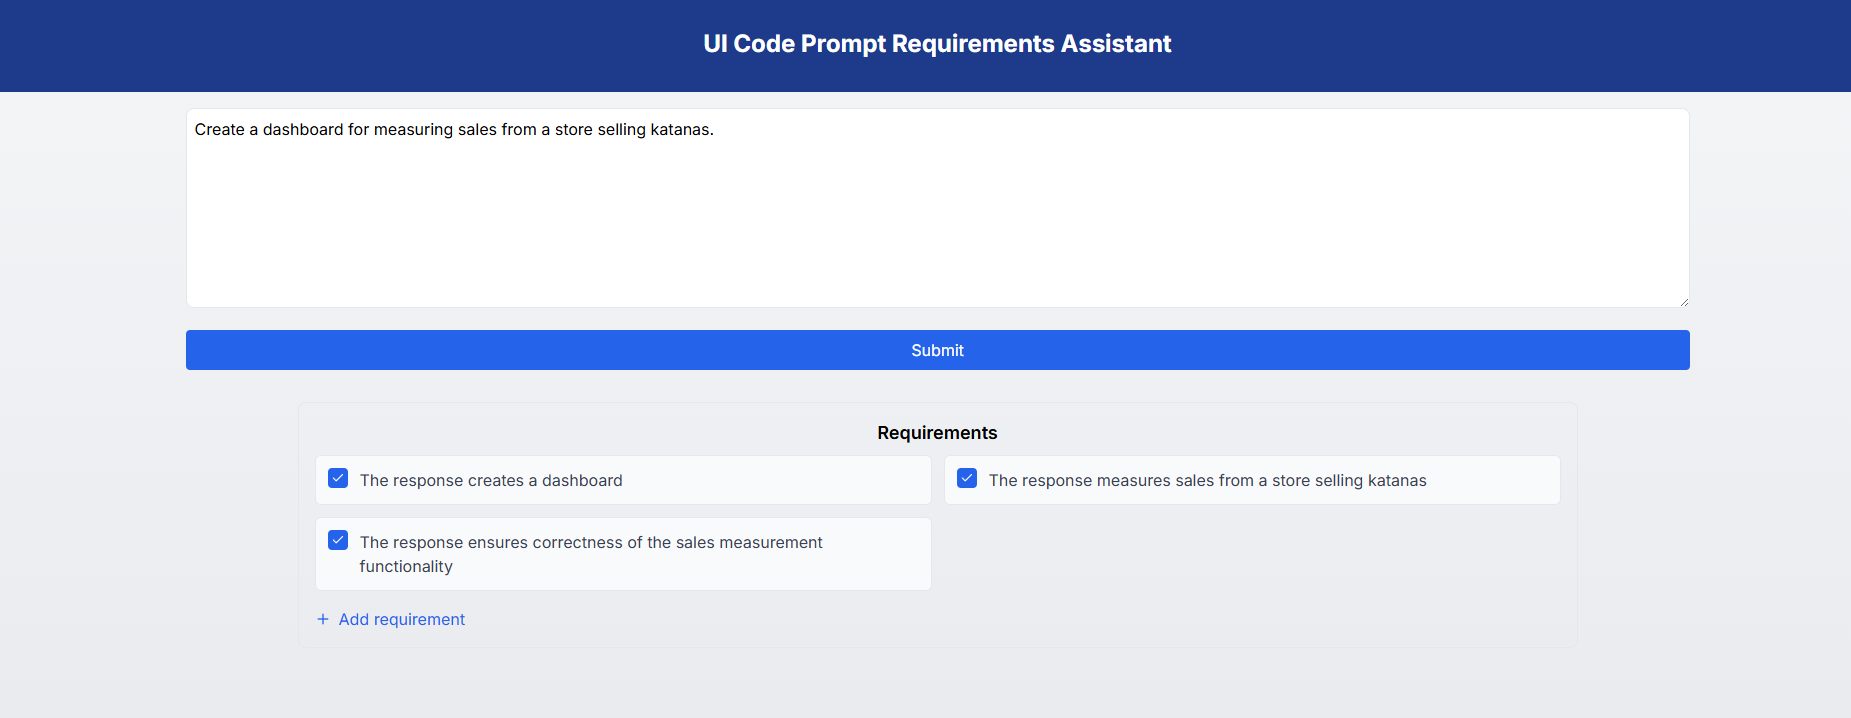 UI Code Prompt Requirements Assistant
Create a dashboard for measuring sales from a store selling katanas.
Submit
Requirements
The response creates a dashboard
The response measures sales from a store selling katanas
The response ensures correctness of the sales measurement
functionality
+ Add requirement